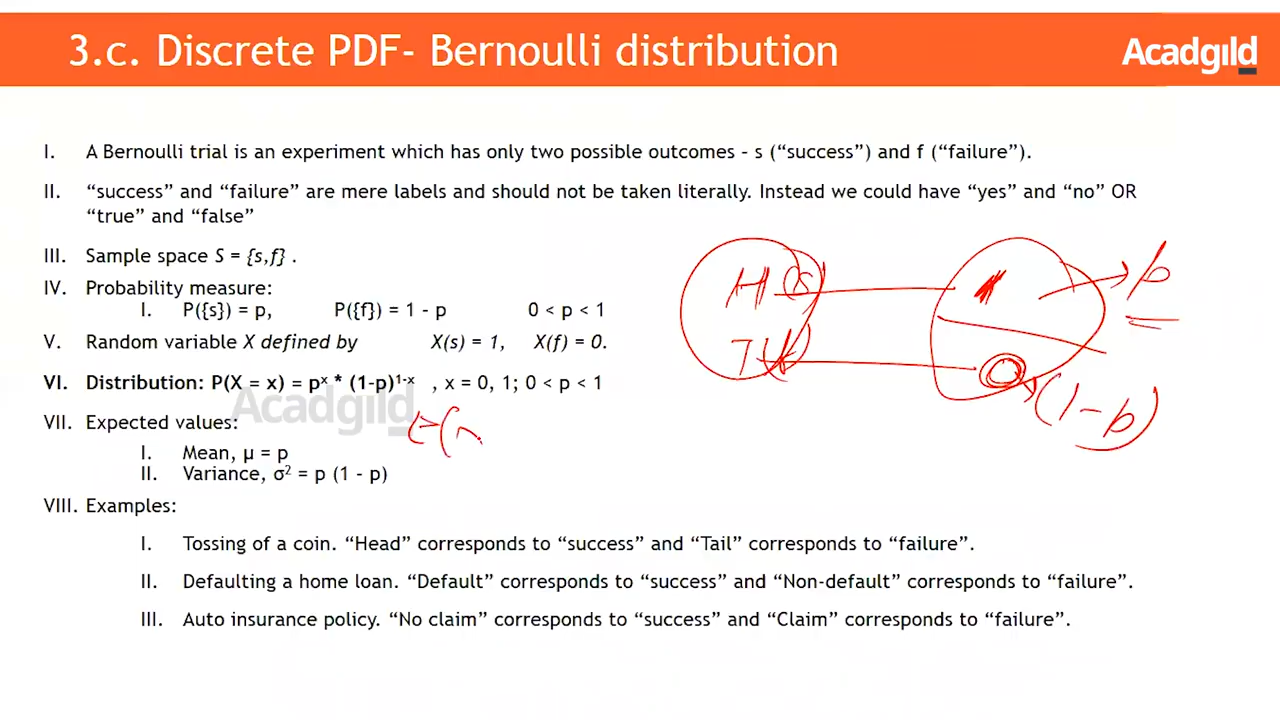 3.c. Discrete PDF- Bernoulli distribution
Acadgild
I. A Bernoulli trial is an experiment which has only two possible outcomes – s (“success”) and f (“failure”).
II. “success” and “failure” are mere labels and should not be taken literally. Instead we could have “yes” and “no” OR
“true” and “false”
III. Sample space S = {s,f} .
IV. Probability measure:
I. P({s}) = p, P({f}) = 1 - p 0 < p < 1
V. Random variable X defined by X(s) = 1, X(f) = 0.
VI. Distribution: P(X = x) = pˣ * (1-p)¹⁻ˣ , x = 0, 1; 0 < p < 1
Acadgild
VII. Expected values:
I. Mean, µ = p
II. Variance, σ² = p (1 - p)
VIII. Examples:
I. Tossing of a coin. “Head” corresponds to “success” and “Tail” corresponds to “failure”.
II. Defaulting a home loan. “Default” corresponds to “success” and “Non-default” corresponds to “failure”.
III. Auto insurance policy. “No claim” corresponds to “success” and “Claim” corresponds to “failure”.
H (s)
T
p
(1-p)